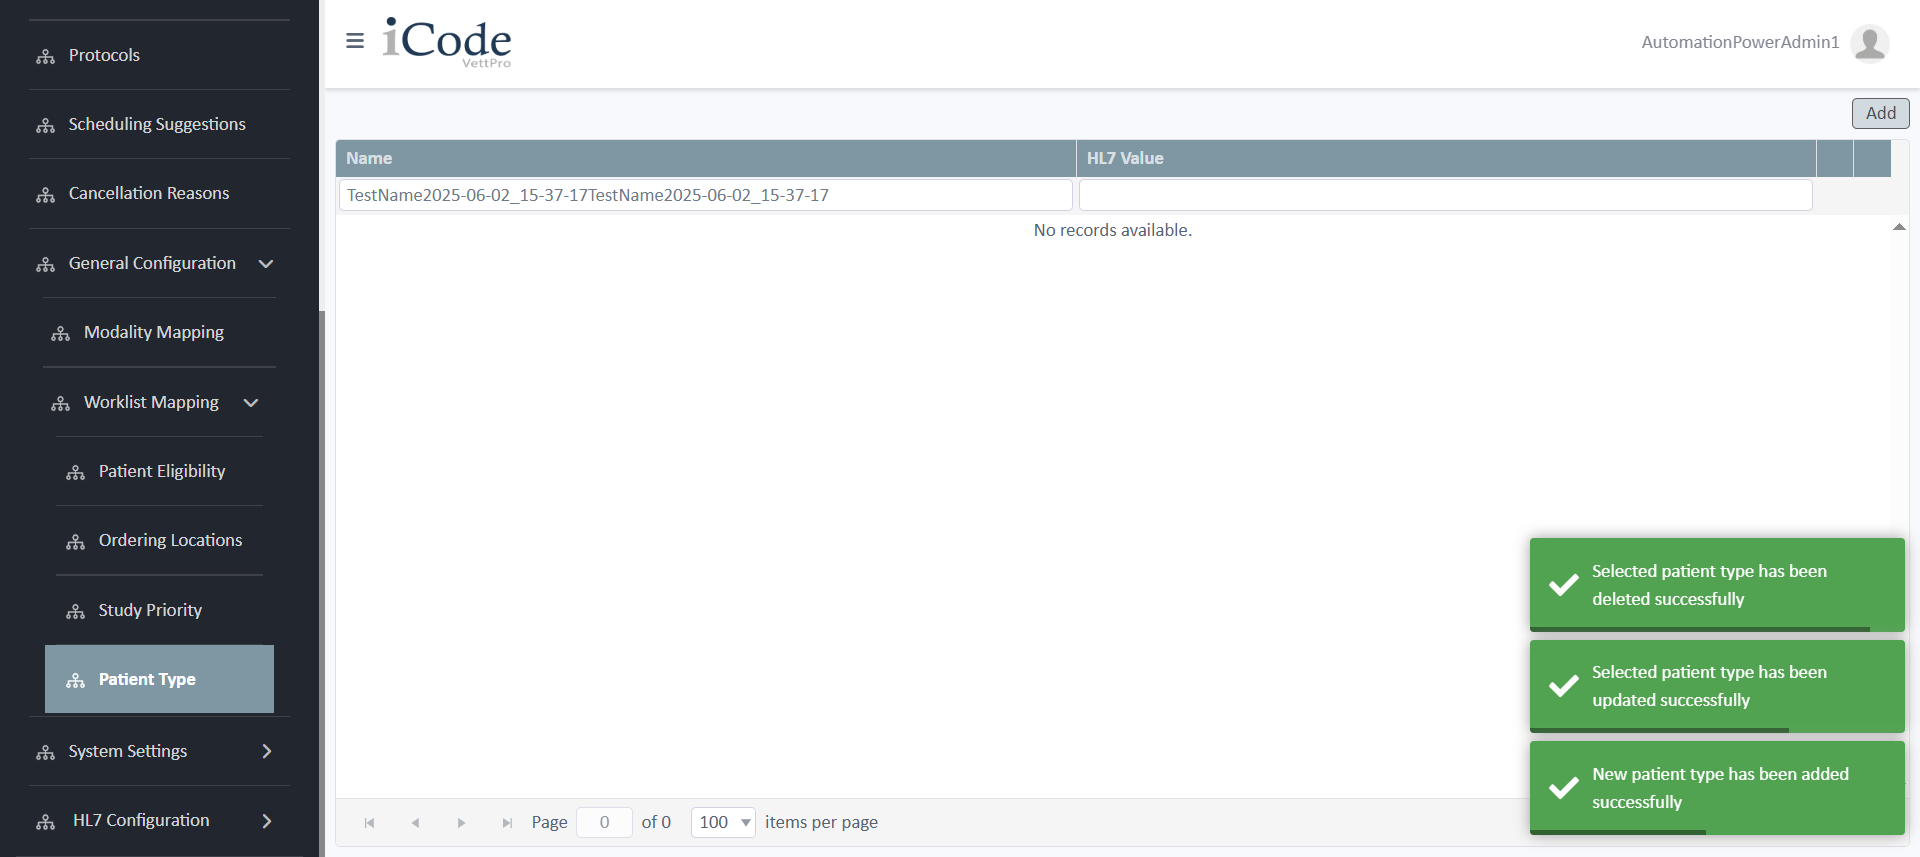 Protocols
Scheduling Suggestions
Cancellation Reasons
General Configuration
Modality Mapping
Worklist Mapping
Patient Eligibility
Ordering Locations
Study Priority
Patient Type
System Settings
HL7 Configuration
iCode
VettPro
AutomationPowerAdmin1
Add
Name HL7 Value
TestName2025-06-02_15-37-17TestName2025-06-02_15-37-17
No records available.
Selected patient type has been
deleted successfully
Selected patient type has been
updated successfully
New patient type has been added
successfully
Page 0 of 0 100 items per page